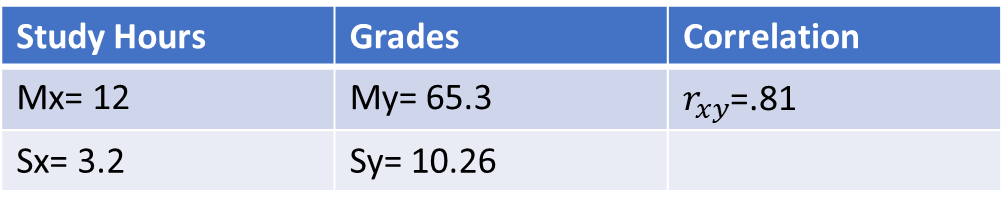 Study Hours Grades Correlation
Mx= 12 My= 65.3 rxy=.81
Sx= 3.2 Sy= 10.26